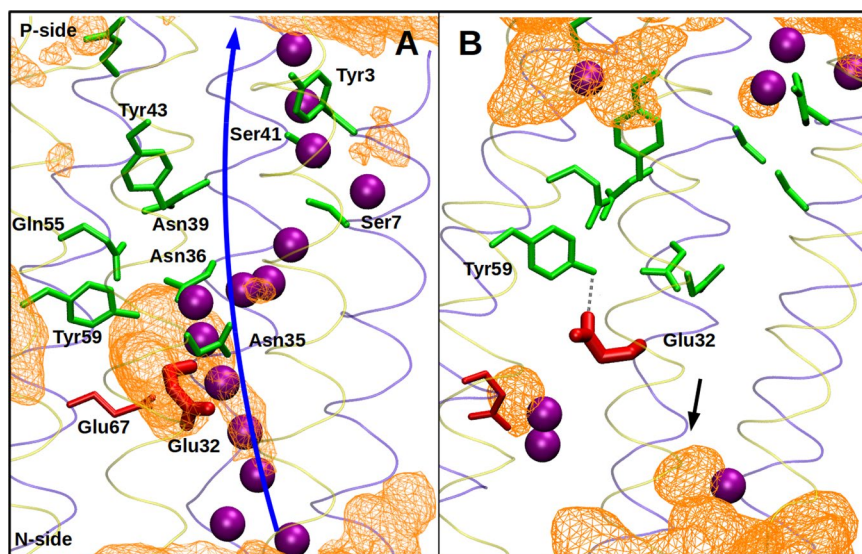 P-side
A
Tyr3
Tyr43
Ser41
Asn39
Ser7
Gln55
Asn36
Tyr59
Asn35
Glu67
Glu32
N-side
B
Tyr59
Glu32